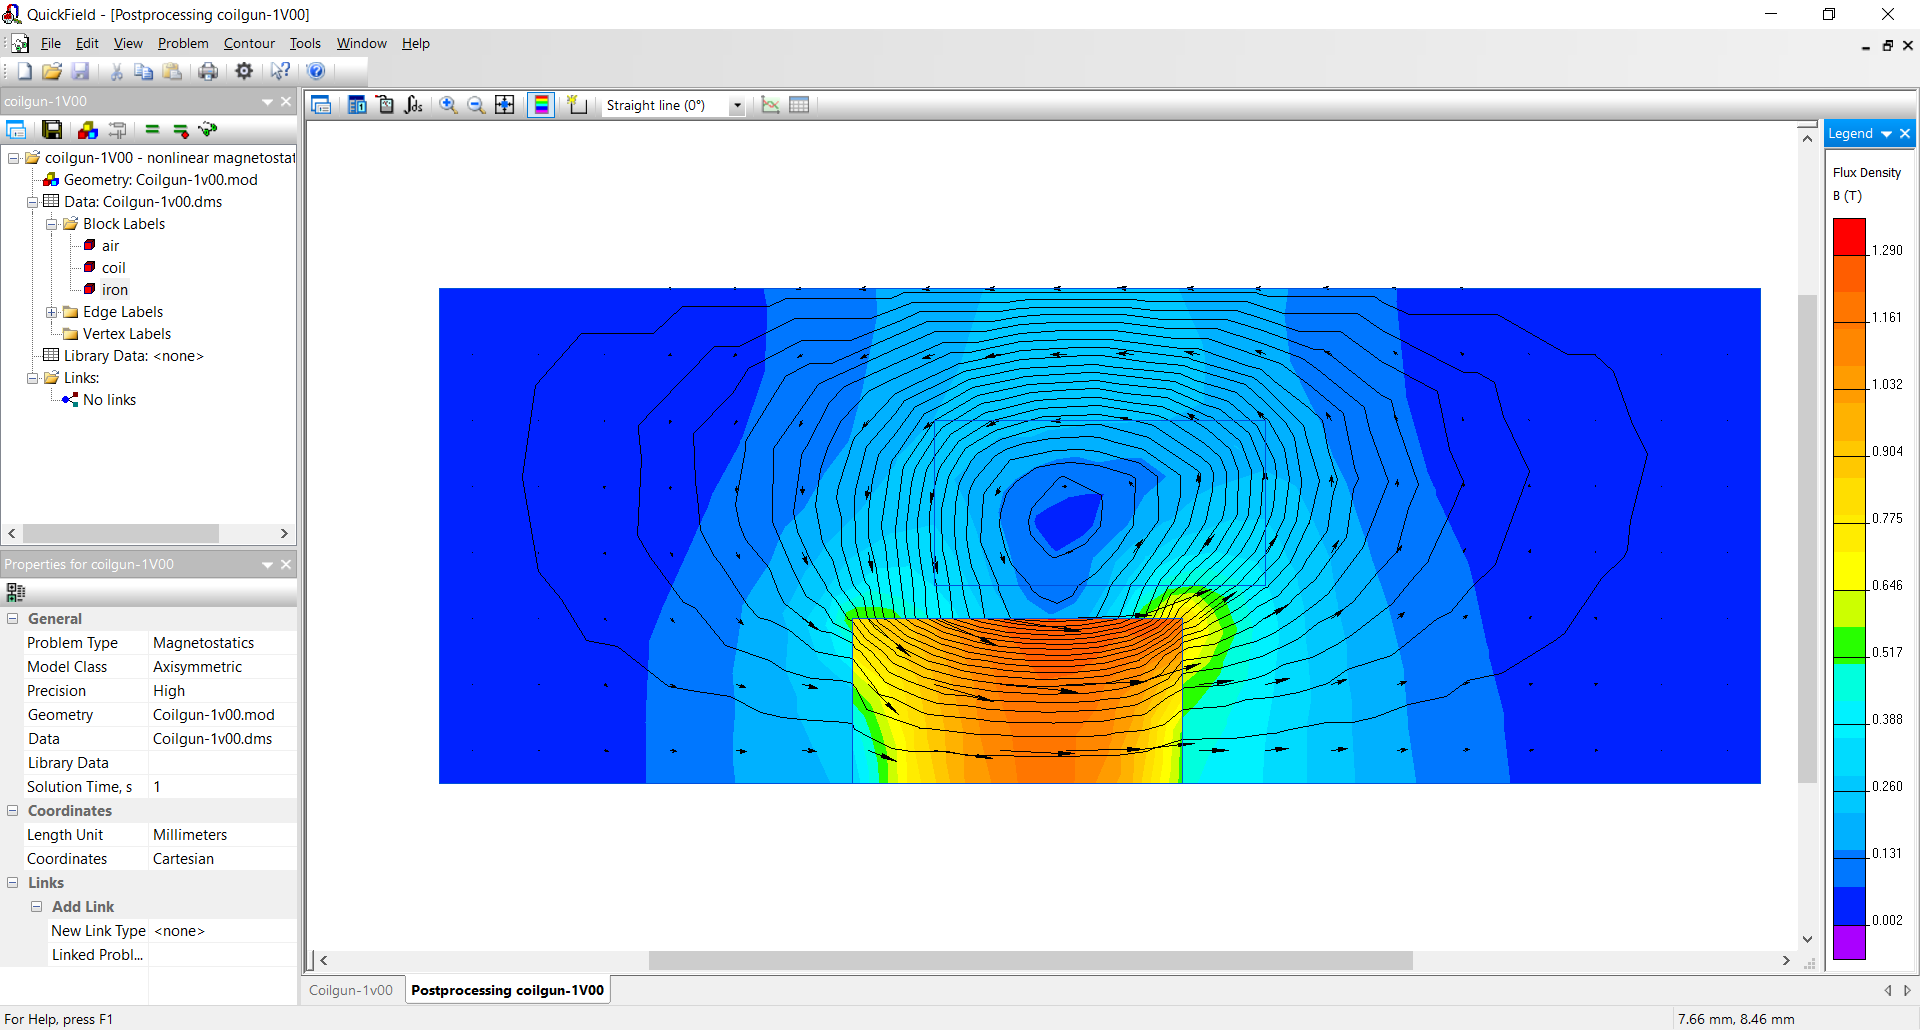 QuickField - [Postprocessing coilgun-1V00]
File Edit View Problem Contour Tools Window Help
coilgun-1V00
coilgun-1V00 - nonlinear magnetostat
Geometry: Coilgun-1v00.mod
Data: Coilgun-1v00.dms
Block Labels
air
coil
iron
Edge Labels
Vertex Labels
Library Data: <none>
Links:
No links
Properties for coilgun-1V00
General
Problem Type Magnetostatics
Model Class Axisymmetric
Precision High
Geometry Coilgun-1v00.mod
Data Coilgun-1v00.dms
Library Data
Solution Time, s 1
Coordinates
Length Unit Millimeters
Coordinates Cartesian
Links
Add Link
New Link Type <none>
Linked Probl...
Straight line (0°)
Legend
Flux Density
B (T)
1.290
1.161
1.032
0.904
0.775
0.646
0.517
0.388
0.260
0.131
0.002
Coilgun-1v00 Postprocessing coilgun-1V00
For Help, press F1
7.66 mm, 8.46 mm